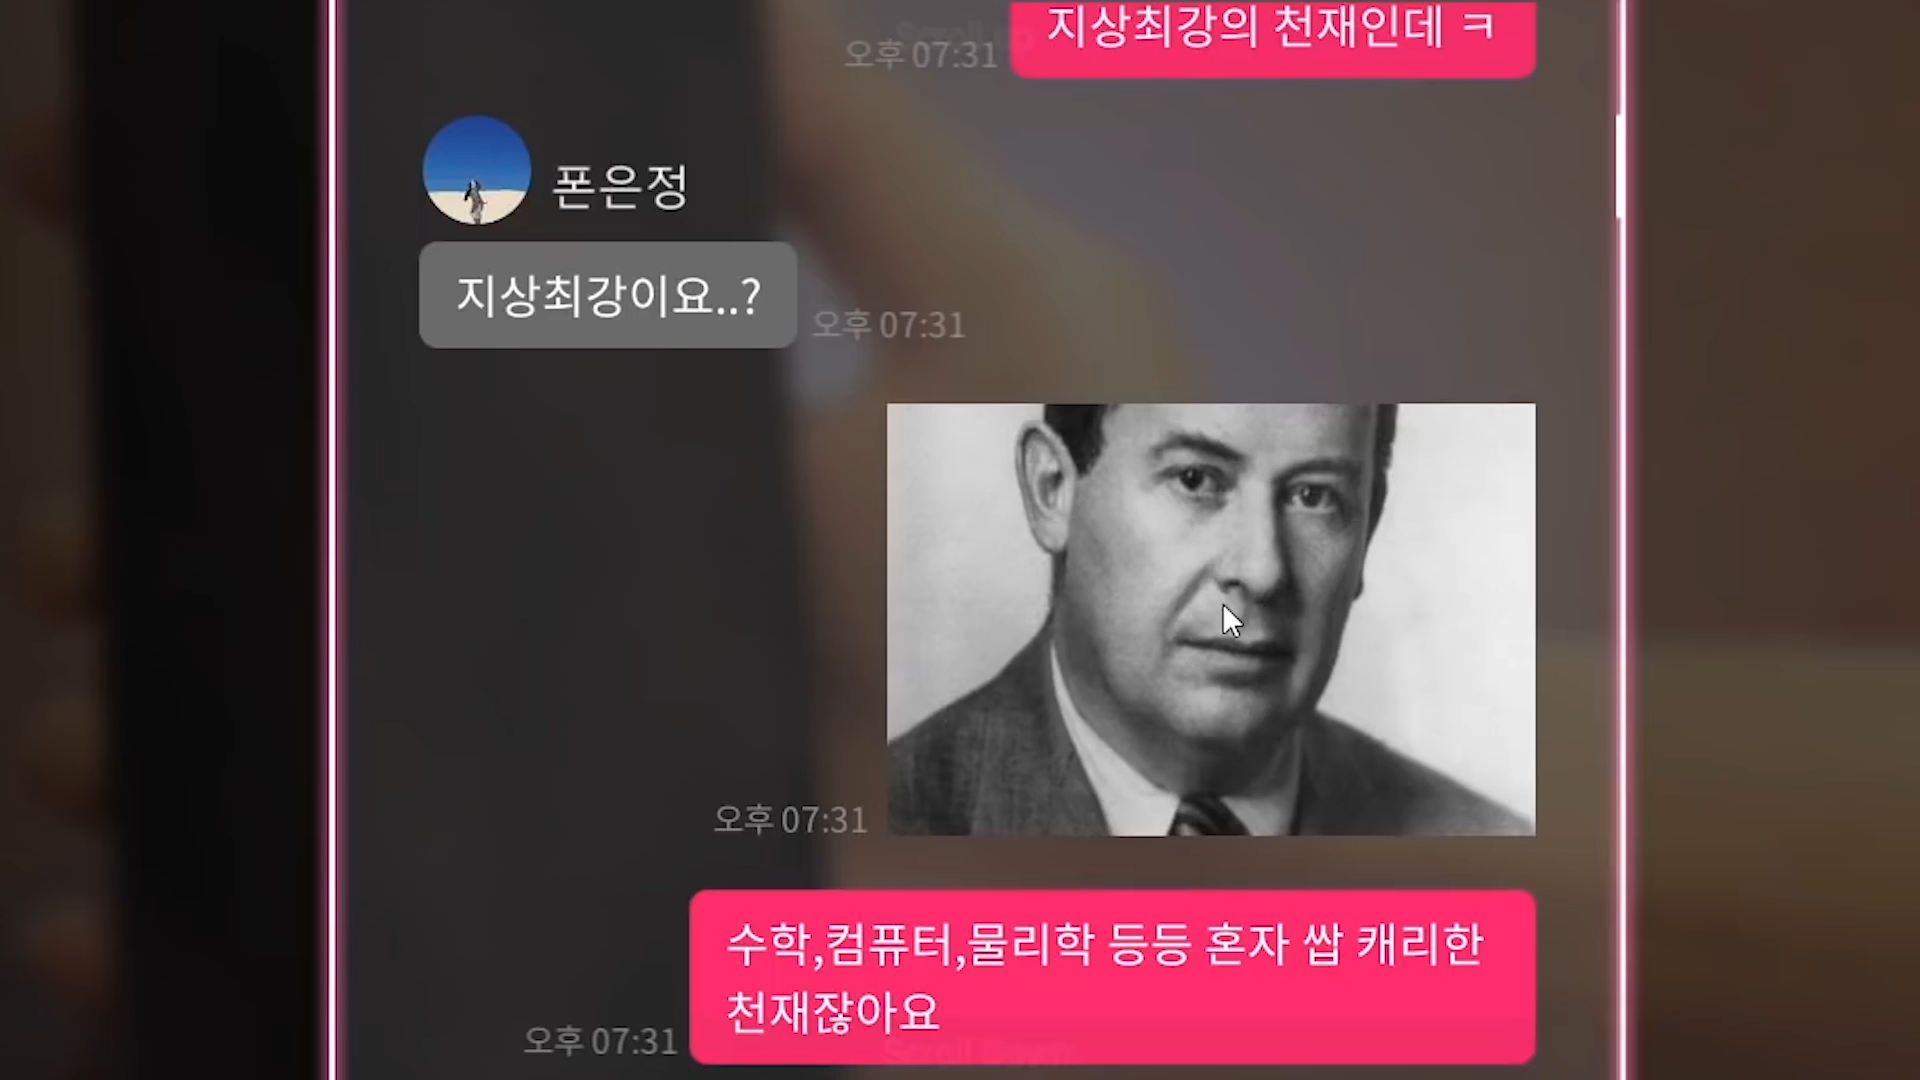 지상최강의 천재인데 ㅋ
오후 07:31
폰은정
지상최강이요..?
오후 07:31
오후 07:31
수학,컴퓨터,물리학 등등 혼자 쌉 캐리한
천재잖아요
오후 07:31